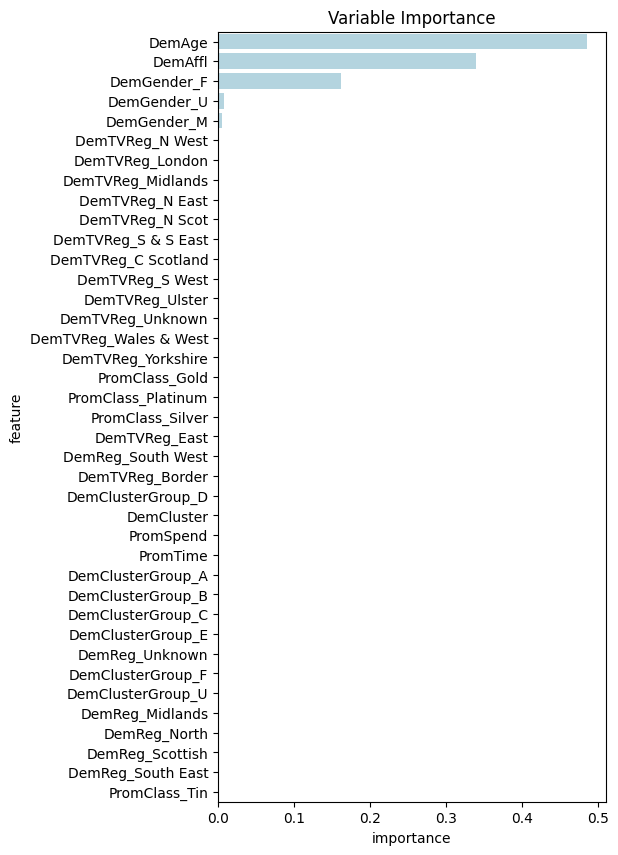 Variable Importance
DemAge
DemAffl
DemGender_F
DemGender_U
DemGender_M
DemTVReg_N West
DemTVReg_London
DemTVReg_Midlands
DemTVReg_N East
DemTVReg_N Scot
DemTVReg_S & S East
DemTVReg_C Scotland
DemTVReg_S West
DemTVReg_Ulster
DemTVReg_Unknown
DemTVReg_Wales & West
DemTVReg_Yorkshire
PromClass_Gold
PromClass_Platinum
PromClass_Silver
DemTVReg_East
DemReg_South West
DemTVReg_Border
DemClusterGroup_D
DemCluster
PromSpend
PromTime
DemClusterGroup_A
DemClusterGroup_B
DemClusterGroup_C
DemClusterGroup_E
DemReg_Unknown
DemClusterGroup_F
DemClusterGroup_U
DemReg_Midlands
DemReg_North
DemReg_Scottish
DemReg_South East
PromClass_Tin
feature
0.0 0.1 0.2 0.3 0.4 0.5
importance